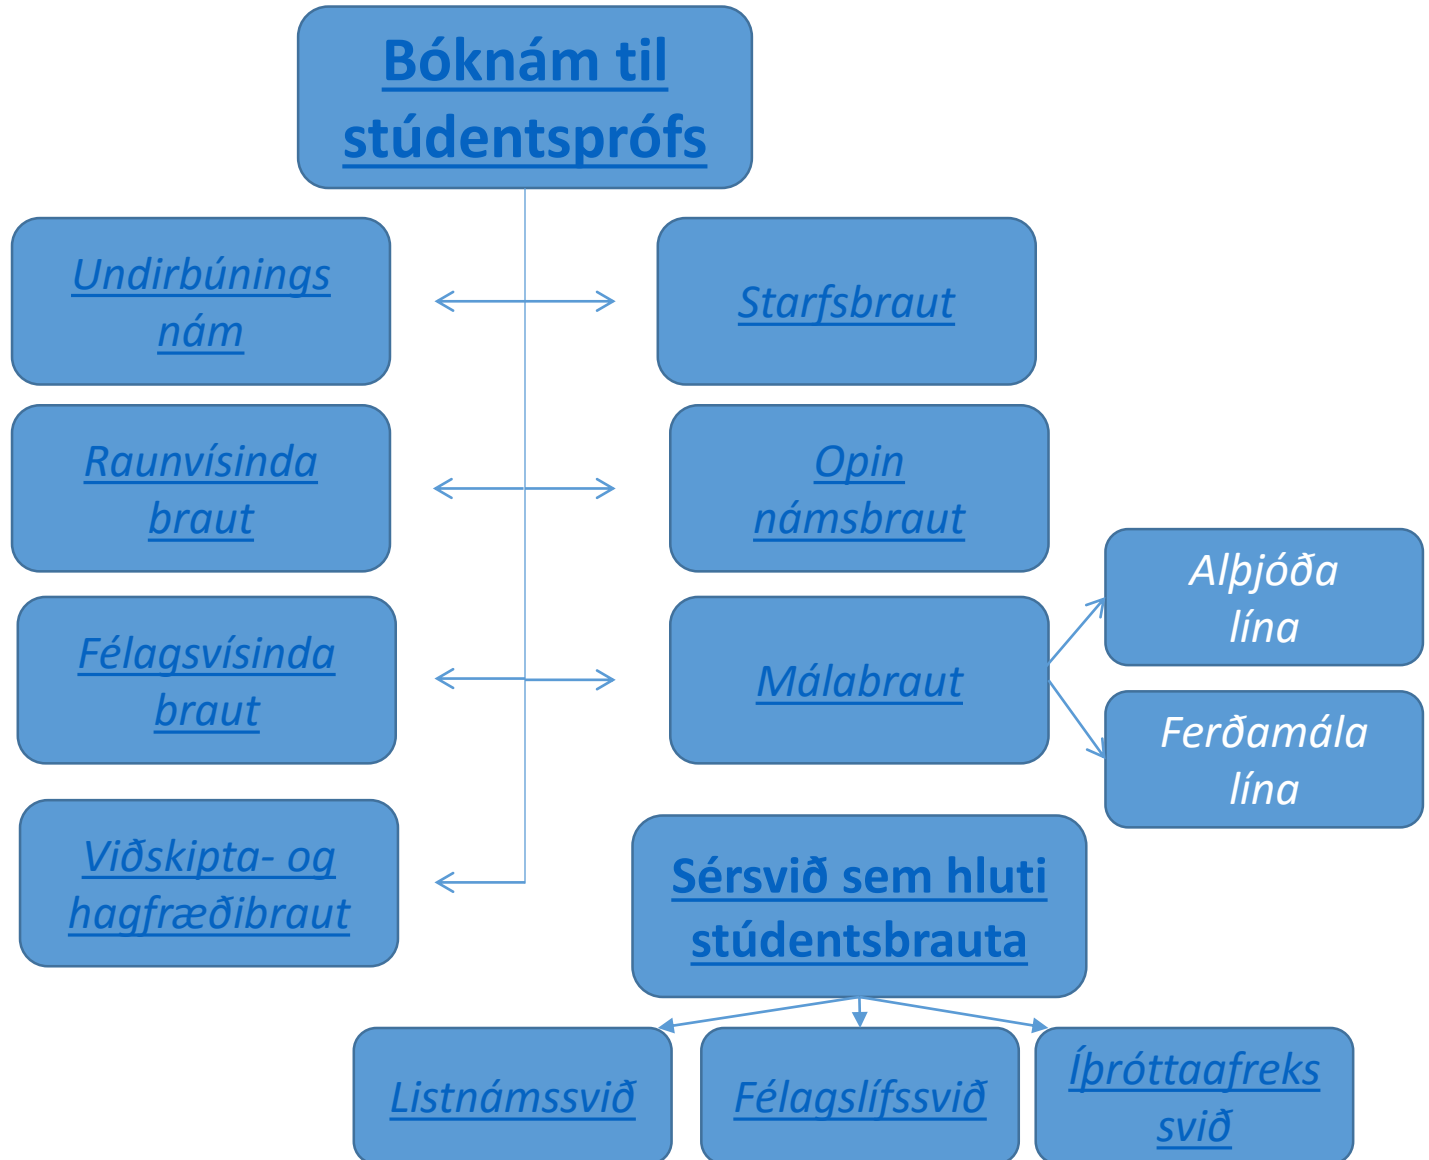 Bóknám til
stúdentsprófs
Undirbúnings
nám
Starfsbraut
Raunvísinda
braut
Opin
námsbraut
Alþjóða
lína
Félagsvísinda
braut
Málabraut
Ferðamála
lína
Viðskipta- og
hagfræðibraut
Sérsvið sem hluti
stúdentsbrauta
Listnámssvið
Félagslífssvið
Íþróttaafreks
svið